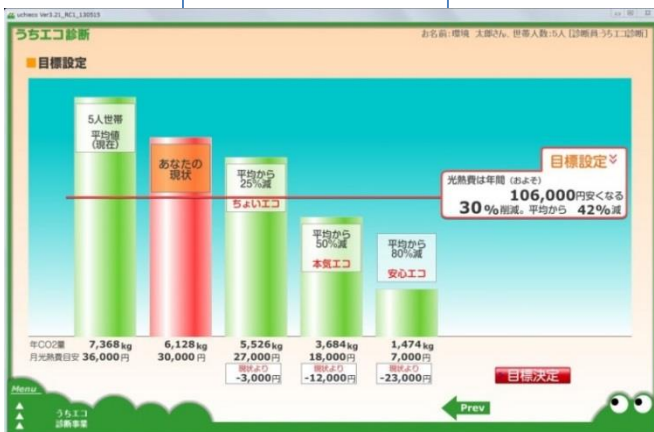 uchieco Ver3.21_RC1_130515
うちエコ診断
お名前:環境 太郎さん、世帯人数:5人 [診断員:うちエコ診断]
目標設定
5人世帯
平均値
(現在)
あなたの
現状
平均から
25%減
ちょいエコ
平均から
50%減
本気エコ
平均から
80%減
安心エコ
目標設定
光熱費は年間(およそ)
106,000円安くなる
30%削減。平均から 42%減
年CO2量 7,368kg 6,128kg 5,526kg 3,684kg 1,474kg
月光熱費目安 36,000円 30,000円 27,000円 18,000円 7,000円
現状より 現状より 現状より
-3,000円 -12,000円 -23,000円
目標決定
Menu
Prev
うちエコ
診断事業